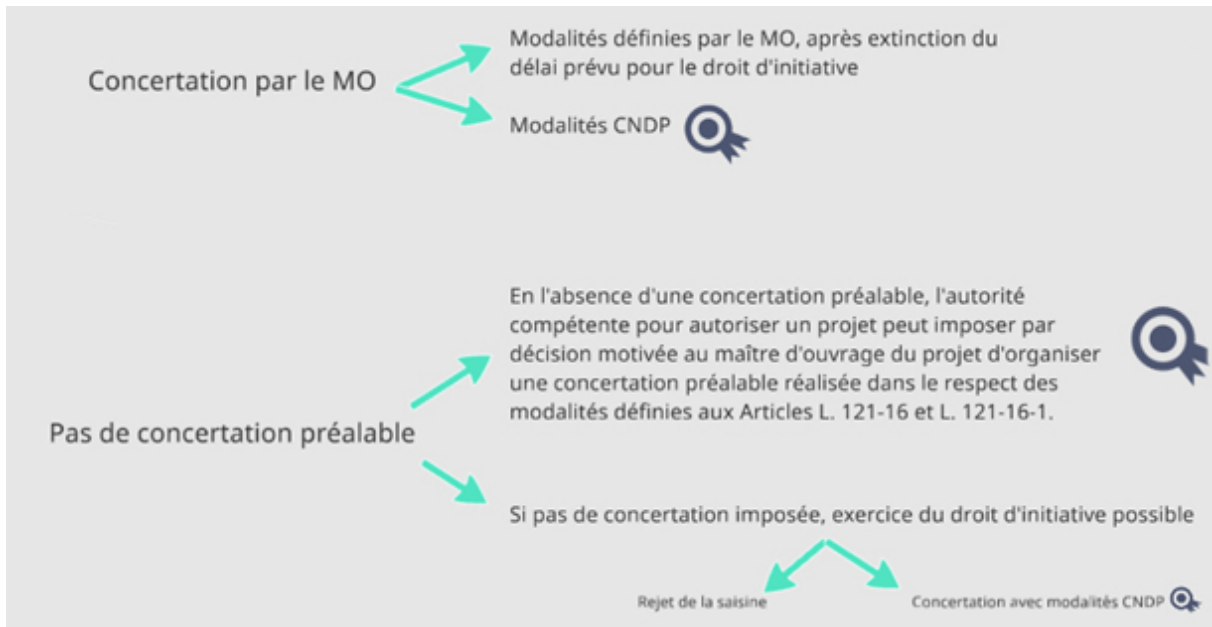 Concertation par le MO
Modalités définies par le MO, après extinction du
délai prévu pour le droit d'initiative
Modalités CNDP
Pas de concertation préalable
En l'absence d'une concertation préalable, l'autorité
compétente pour autoriser un projet peut imposer par
décision motivée au maître d'ouvrage du projet d'organiser
une concertation préalable réalisée dans le respect des
modalités définies aux Articles L. 121-16 et L. 121-16-1.
Si pas de concertation imposée, exercice du droit d'initiative possible
Rejet de la saisine
Concertation avec modalités CNDP